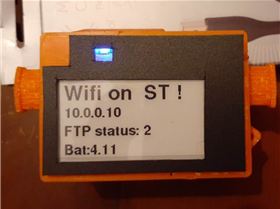 Wifi on ST !
10.0.0.10
FTP status: 2
Bat:4.11